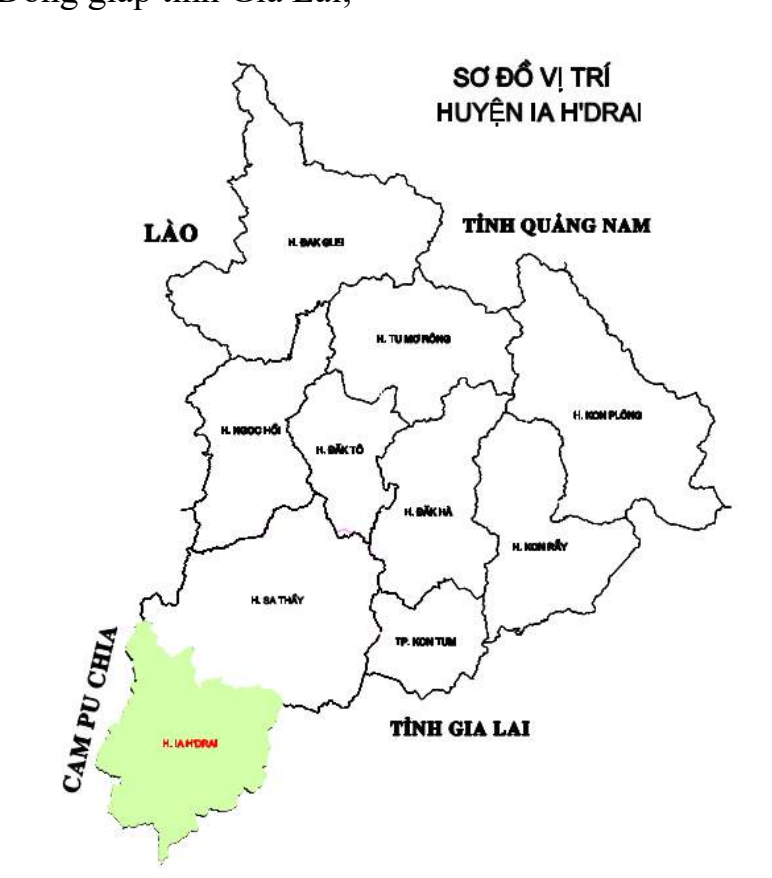 Đông giáp tỉnh Gia Lai;
SƠ ĐỒ VỊ TRÍ
HUYỆN IA H'DRAI
LÀO
TỈNH QUẢNG NAM
H. ĐAK GLEI
H. TU MƠ RÔNG
H. KON PLÔNG
H. NGỌC HỒI
H. ĐĂK TÔ
H. ĐĂK HÀ
H. KON RẪY
H. SA THẦY
TP. KON TUM
CAM PU CHIA
TỈNH GIA LAI
H. IA H'DRAI